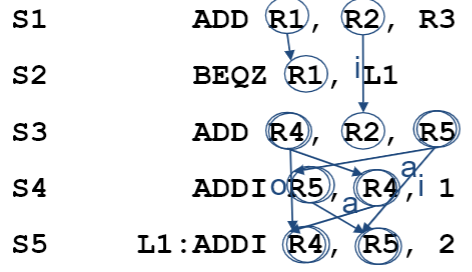 S1 ADD R1, R2, R3
S2 BEQZ R1, i L1
S3 ADD R4, R2, R5
S4 ADDI o R5, a R4, a i 1
S5 L1:ADDI R4, R5, 2